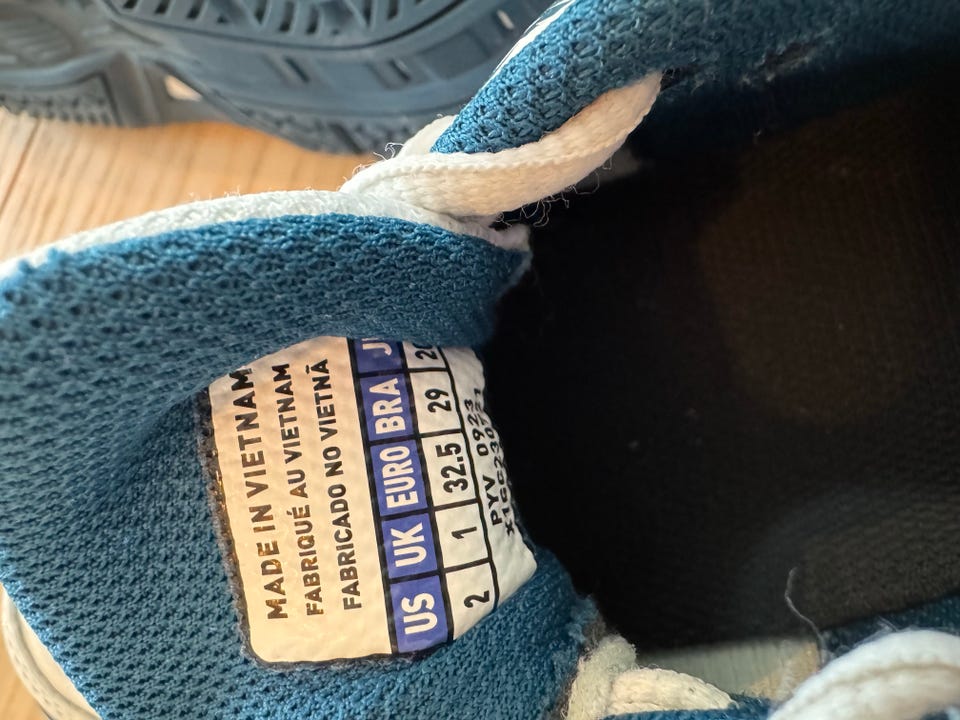 MADE IN VIETNAM
FABRIQUÉ AU VIETNAM
FABRICADO NO VIETNÃ
US UK EURO BRA
2 1 32.5 29
PYV 0923